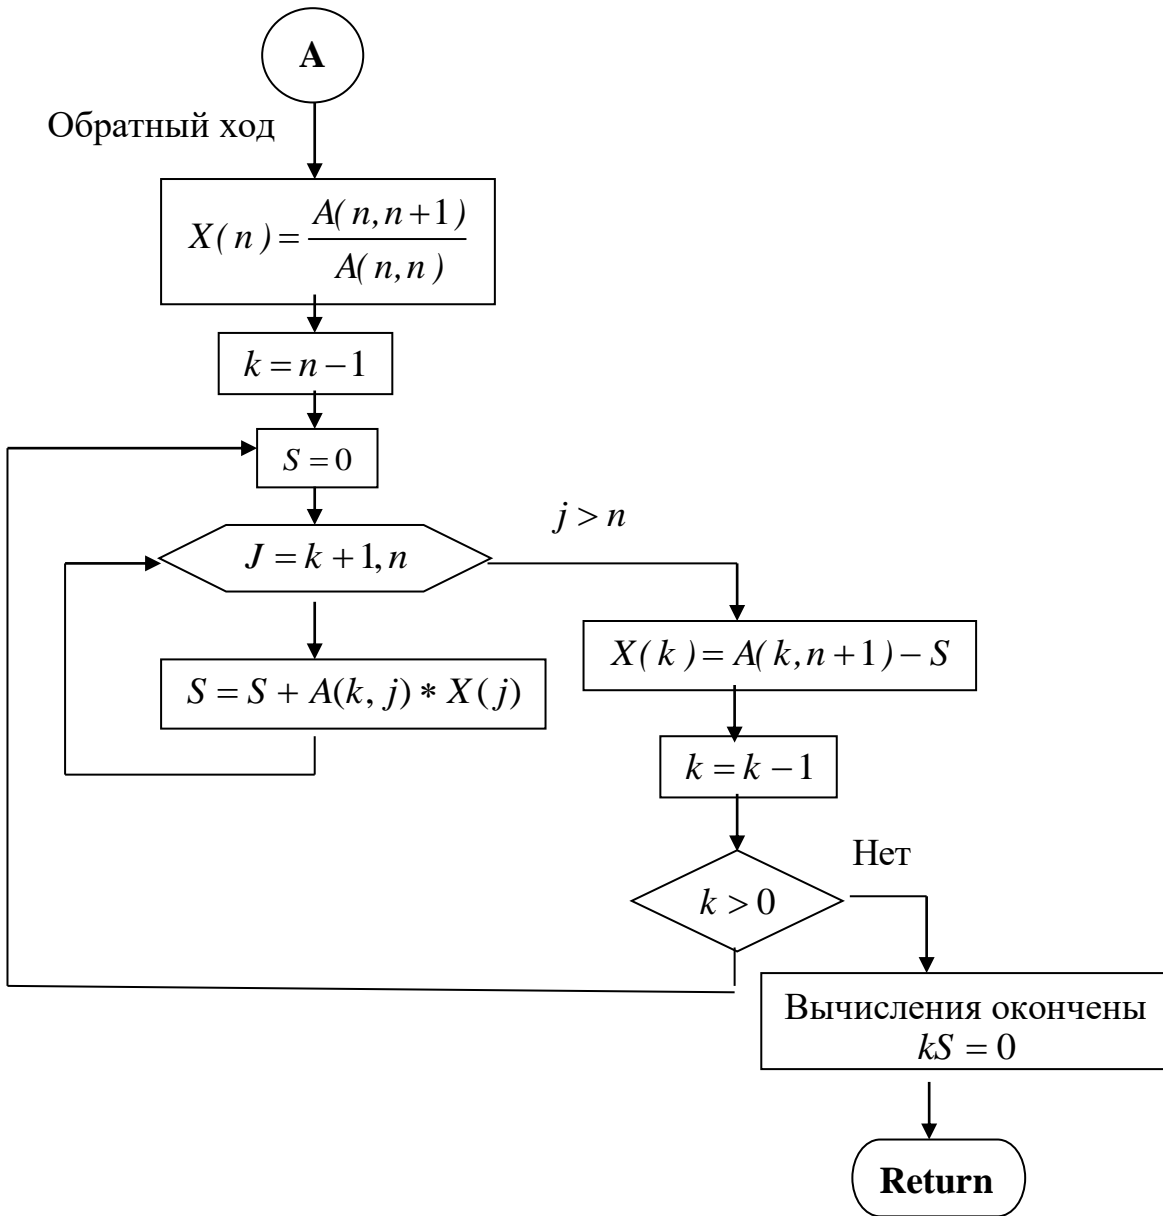 A
Обратный ход
X(n) = A(n,n+1) / A(n,n)
k = n − 1
S = 0
j > n
J = k + 1, n
X(k) = A(k,n+1) − S
S = S + A(k, j) * X(j)
k = k − 1
Нет
k > 0
Вычисления окончены
kS = 0
Return